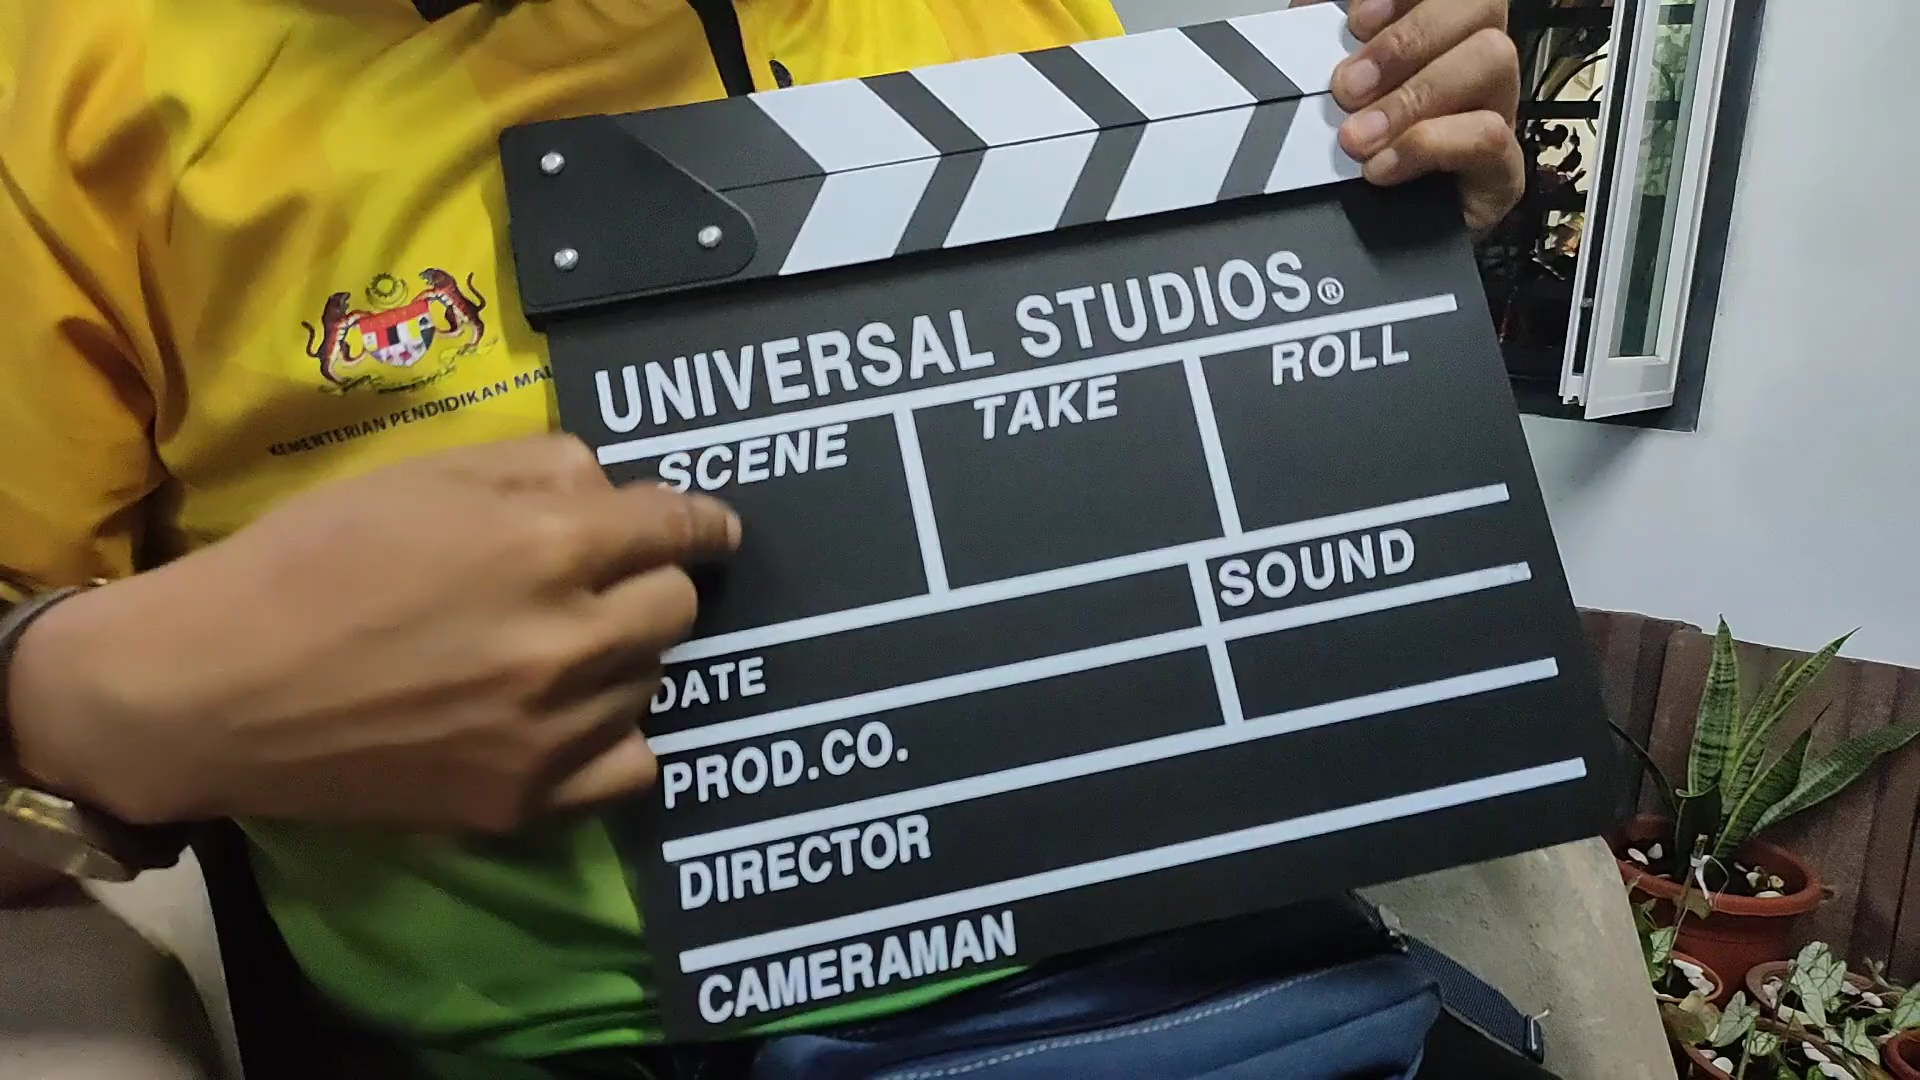 KEMENTERIAN PENDIDIKAN
UNIVERSAL STUDIOS®
SCENE
TAKE
ROLL
SOUND
DATE
PROD.CO.
DIRECTOR
CAMERAMAN